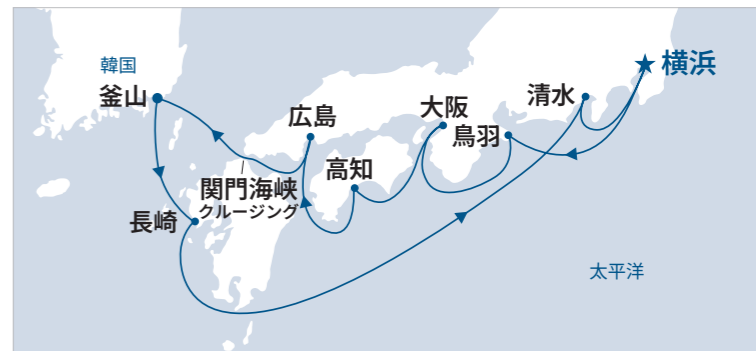 韓国
釜山
広島
大阪
清水
横浜
鳥羽
高知
関門海峡
クルージング
長崎
太平洋